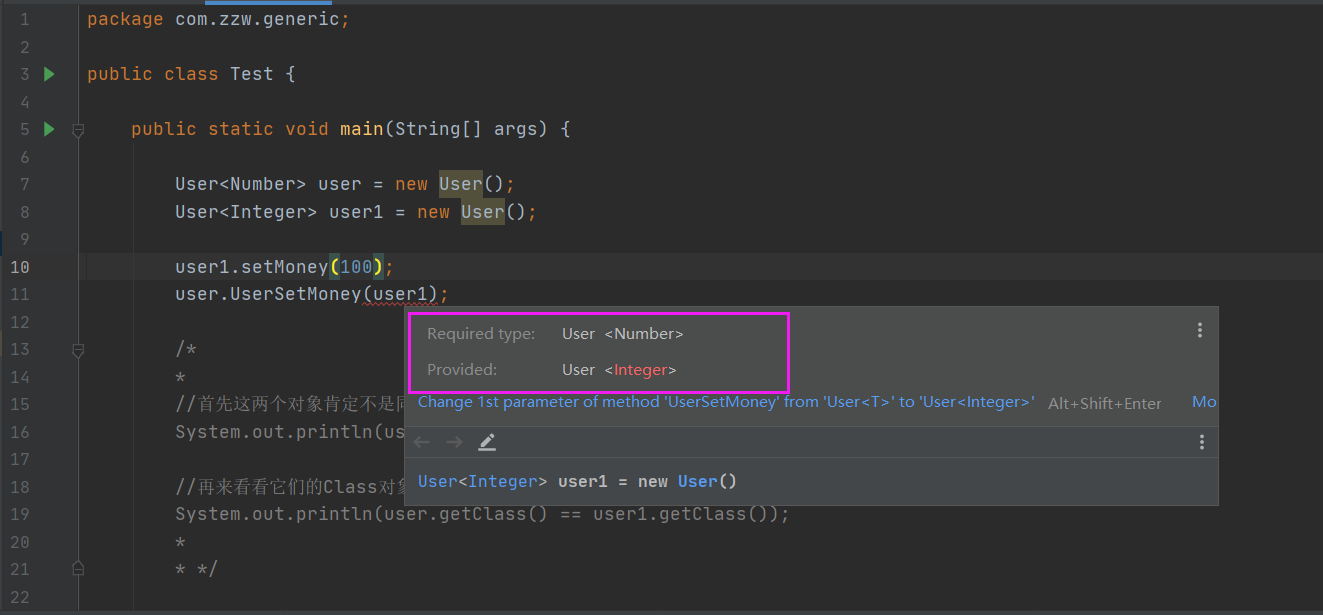 1 package com.zzw.generic;
2
3 public class Test {
4
5 public static void main(String[] args) {
6
7 User<Number> user = new User();
8 User<Integer> user1 = new User();
9
10 user1.setMoney(100);
11 user.UserSetMoney(user1);
12
Required type: User <Number>
13 /*
Provided: User <Integer>
14 *
Change 1st parameter of method 'UserSetMoney' from 'User<T>' to 'User<Integer>' Alt+Shift+Enter Mo
15 //首先这两个对象肯定不是
16 System.out.println(us
17
18 //再来看看它们的Class对
User<Integer> user1 = new User()
19 System.out.println(user.getClass() == user1.getClass());
20 *
21 * */
22